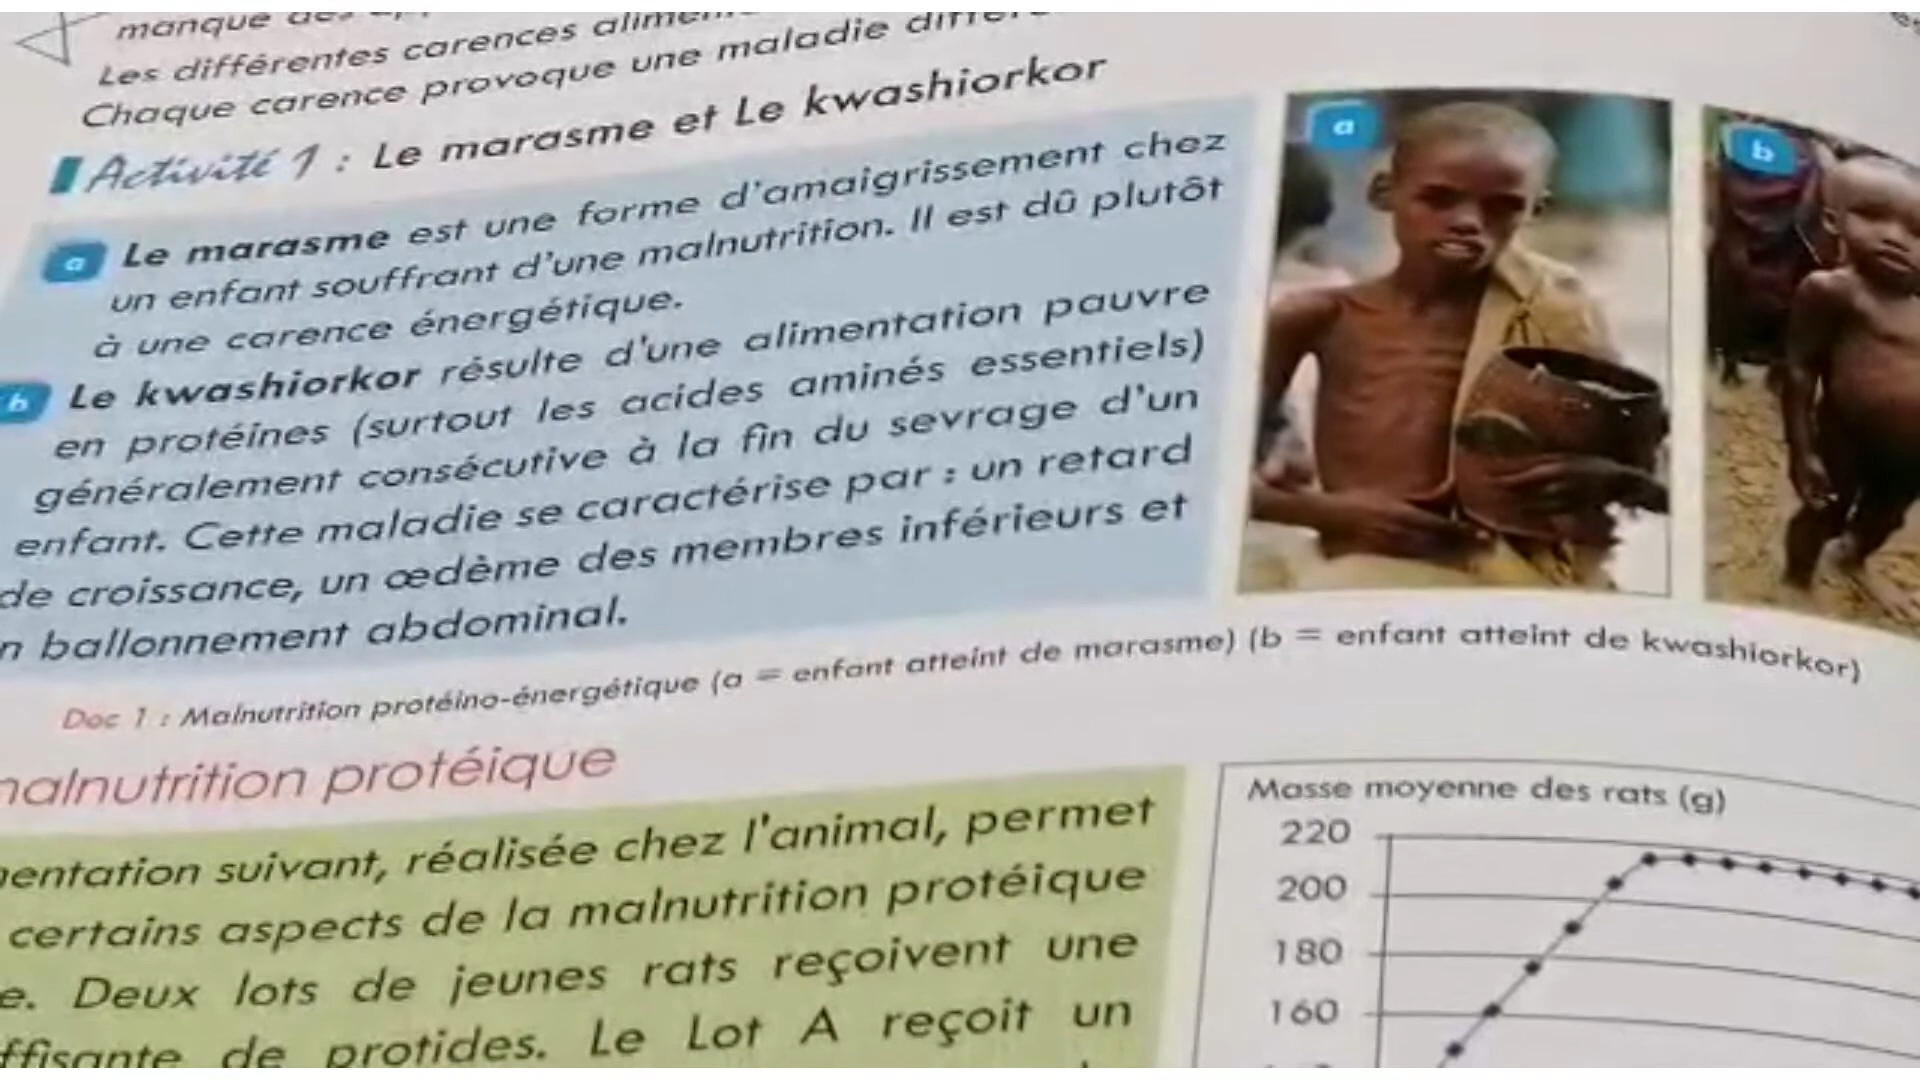 manque des
Les différentes carences
Chaque carence provoque une maladie
Activité 1 : Le marasme et Le kwashiorkor
a Le marasme est une forme d'amaigrissement chez
un enfant souffrant d'une malnutrition. Il est dû plutôt
à une carence énergétique.
b Le kwashiorkor résulte d'une alimentation pauvre
en protéines (surtout les acides aminés essentiels)
généralement consécutive à la fin du sevrage d'un
enfant. Cette maladie se caractérise par : un retard
de croissance, un œdème des membres inférieurs et
n ballonnement abdominal.
a
b
Doc 1 : Malnutrition protéino-énergétique (a = enfant atteint de marasme) (b = enfant atteint de kwashiorkor)
malnutrition protéique
mentation suivant, réalisée chez l'animal, permet
certains aspects de la malnutrition protéique
e. Deux lots de jeunes rats reçoivent une
ffisante de protides. Le Lot A reçoit un
Masse moyenne des rats (g)
220
200
180
160